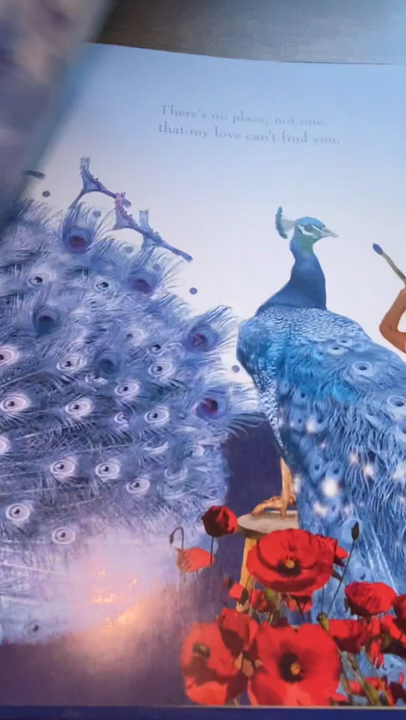 There's no place, not one,
that my love can't find you.